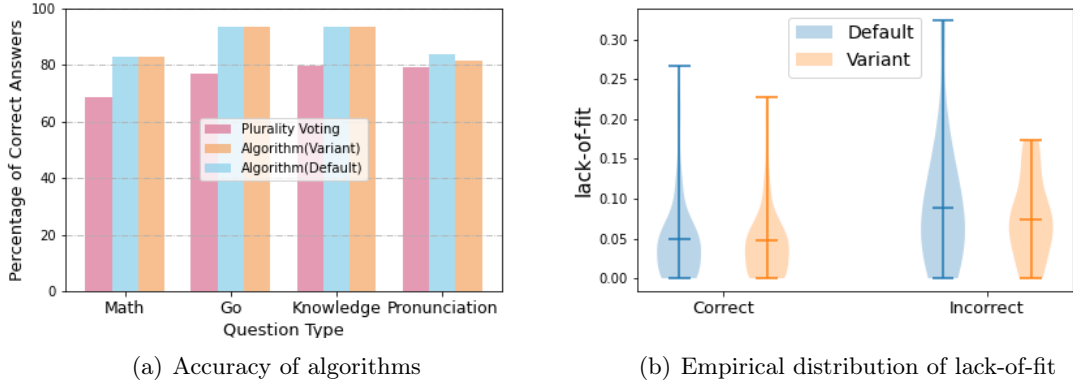 100
80
60
40
20
0
Percentage of Correct Answers
Plurality Voting
Algorithm(Variant)
Algorithm(Default)
Math Go Knowledge Pronunciation
Question Type
(a) Accuracy of algorithms
0.30
0.25
0.20
0.15
0.10
0.05
0.00
lack-of-fit
Default
Variant
Correct Incorrect
(b) Empirical distribution of lack-of-fit